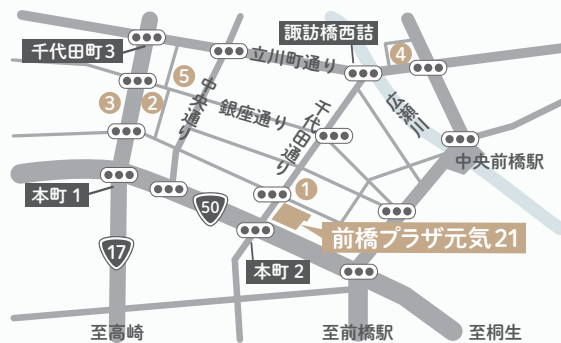 諏訪橋西詰
千代田町3
立川町通り
④
⑤
③
②
中央通り
銀座通り
千代田通り
広瀬川
中央前橋駅
本町1
50
①
前橋プラザ元気21
17
本町2
至高崎
至前橋駅
至桐生